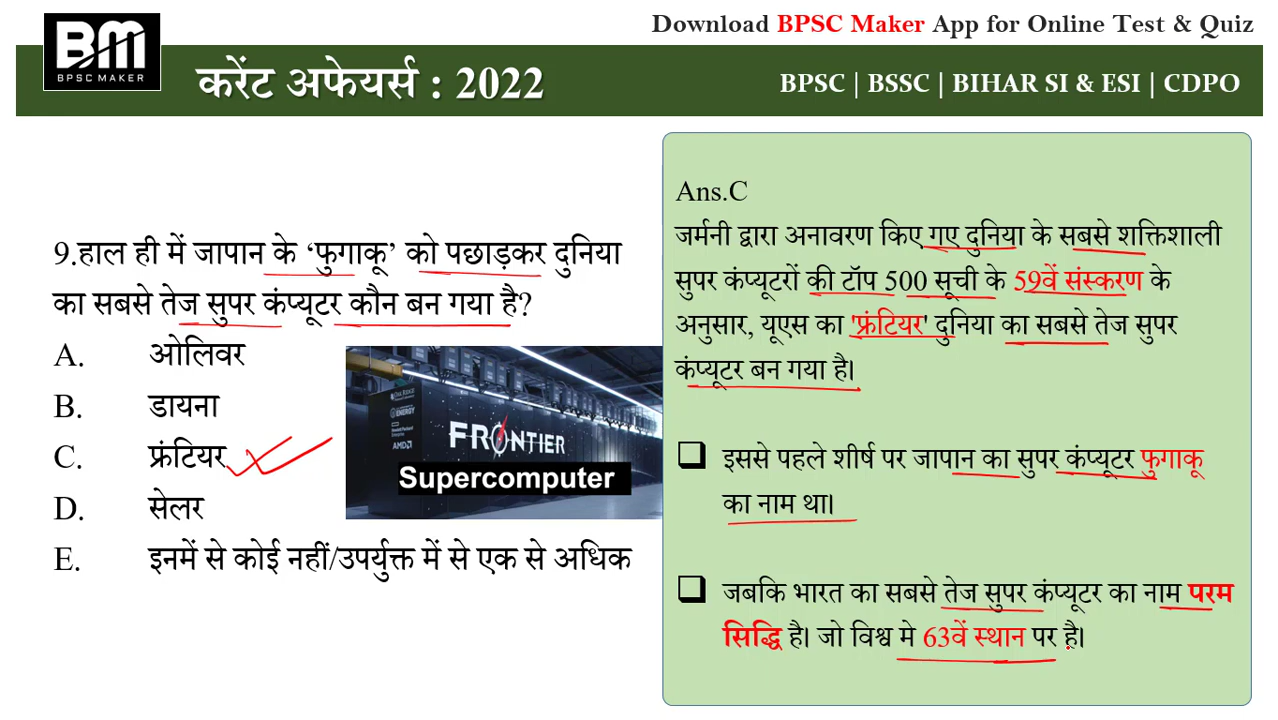 Download BPSC Maker App for Online Test & Quiz
BM
BPSC MAKER
करेंट अफेयर्स : 2022
BPSC | BSSC | BIHAR SI & ESI | CDPO
9.हाल ही में जापान के ‘फुगाकू’ को पछाड़कर दुनिया
का सबसे तेज सुपर कंप्यूटर कौन बन गया है?
A. ओलिवर
B. डायना
C. फ्रंटियर
D. सेलर
E. इनमें से कोई नहीं/उपर्युक्त में से एक से अधिक
ENERGY
AMD
FRONTIER
Supercomputer
Ans.C
जर्मनी द्वारा अनावरण किए गए दुनिया के सबसे शक्तिशाली
सुपर कंप्यूटरों की टॉप 500 सूची के 59वें संस्करण के
अनुसार, यूएस का 'फ्रंटियर' दुनिया का सबसे तेज सुपर
कंप्यूटर बन गया है।
इससे पहले शीर्ष पर जापान का सुपर कंप्यूटर फुगाकू
का नाम था।
जबकि भारत का सबसे तेज सुपर कंप्यूटर का नाम परम
सिद्धि है। जो विश्व मे 63वें स्थान पर है।